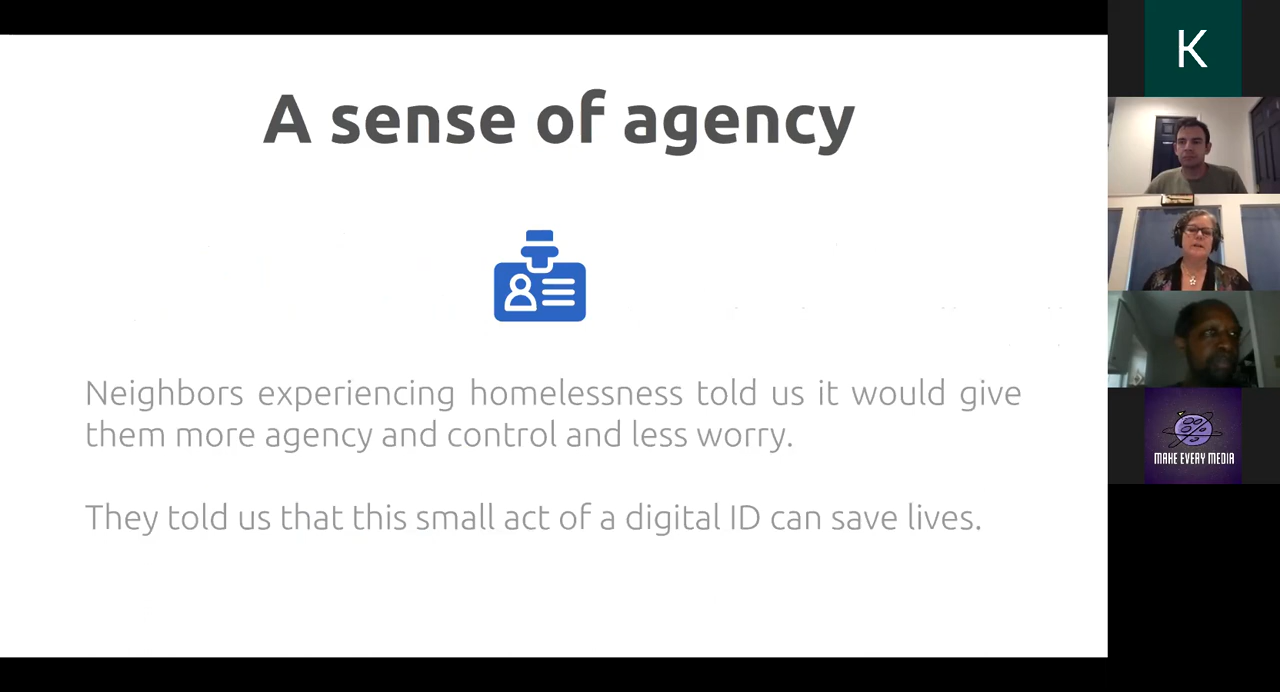 A sense of agency
Neighbors experiencing homelessness told us it would give
them more agency and control and less worry.
They told us that this small act of a digital ID can save lives.
K
MAKE EVERY MEDIA